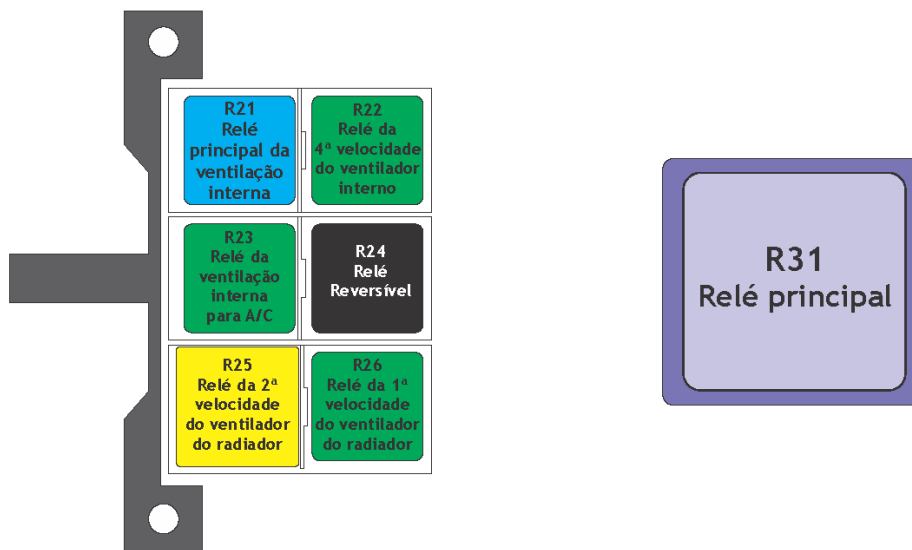 R21
Relé
principal da
ventilação
interna
R22
Relé da
4ª velocidade
do ventilador
interno
R23
Relé da
ventilação
interna
para A/C
R24
Relé
Reversível
R25
Relé da 2ª
velocidade
do ventilador
do radiador
R26
Relé da 1ª
velocidade
do ventilador
do radiador
R31
Relé principal